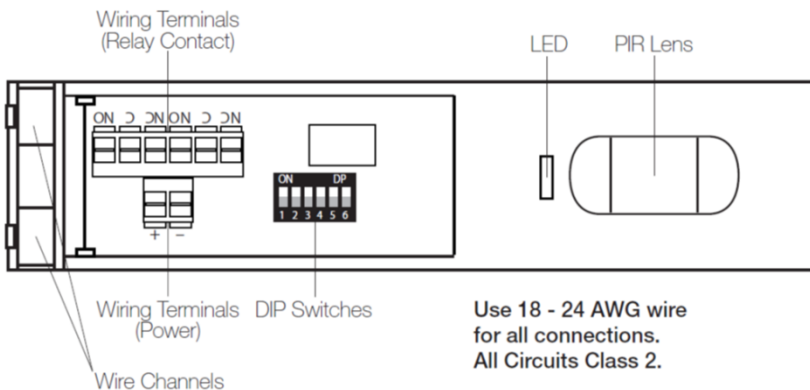 Wiring Terminals
(Relay Contact)
LED
PIR Lens
NC C NO NC C NO
ON DP
1 2 3 4 5 6
+ −
Wiring Terminals
(Power)
DIP Switches
Use 18 - 24 AWG wire
for all connections.
All Circuits Class 2.
Wire Channels